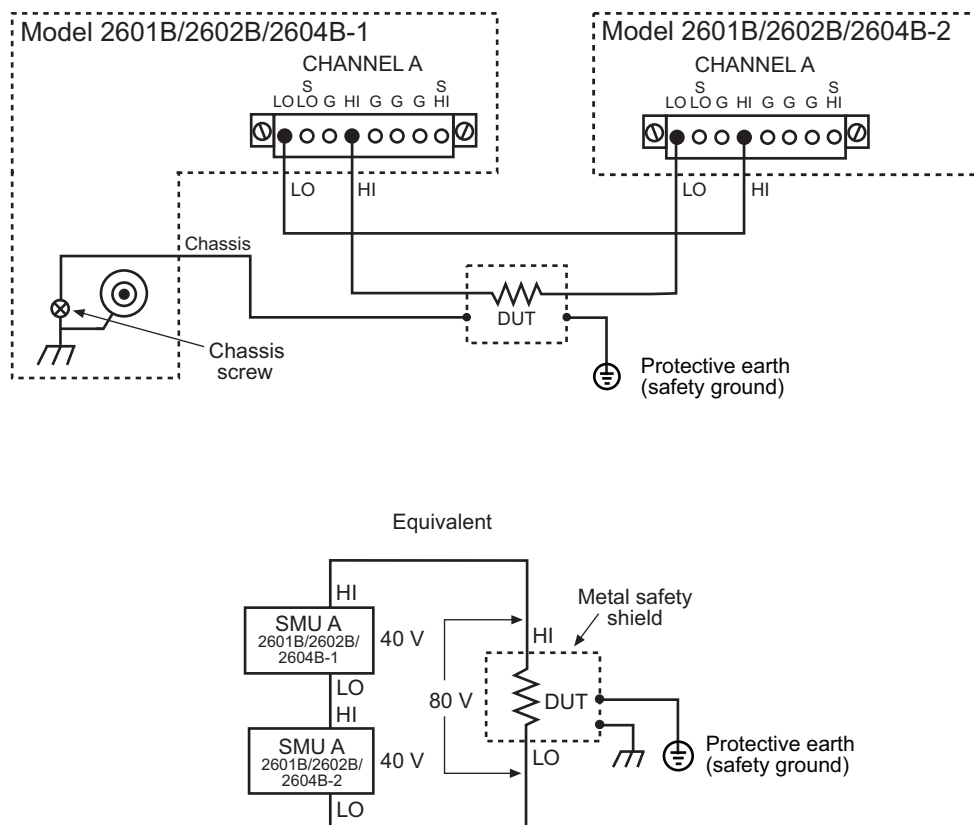 Model 2601B/2602B/2604B-1
CHANNEL A
S S
LO LO G HI G G G HI
LO HI
Model 2601B/2602B/2604B-2
CHANNEL A
S S
LO LO G HI G G G HI
LO HI
Chassis
DUT
Chassis
screw
Protective earth
(safety ground)
Equivalent
HI
SMU A
2601B/2602B/
2604B-1
40 V
LO
HI
SMU A
2601B/2602B/
2604B-2
40 V
LO
80 V
Metal safety
shield
HI
DUT
LO
Protective earth
(safety ground)